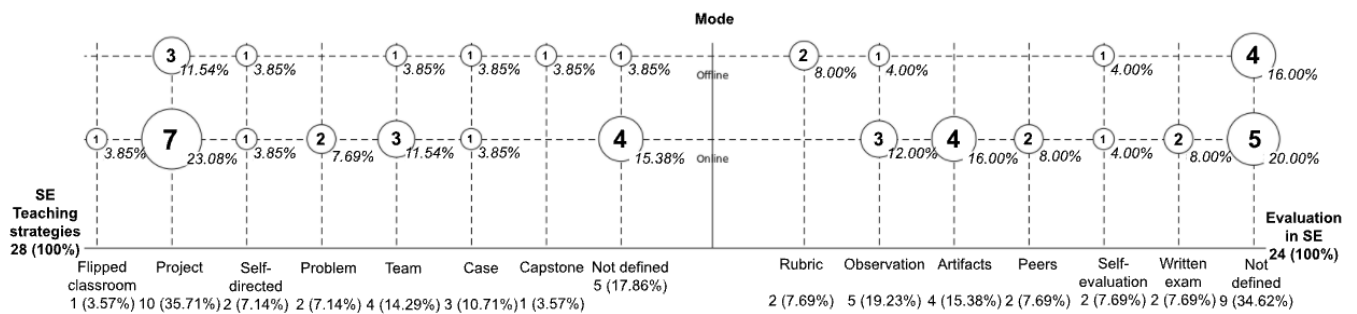 Mode
3 1 1 1 1 1 2 1 1 4
11.54% 3.85% 3.85% 3.85% 3.85% 3.85% Offline 8.00% 4.00% 4.00% 16.00%
1 7 1 2 3 1 4 3 4 2 1 2 5
3.85% 23.08% 3.85% 7.69% 11.54% 3.85% 15.38% Online 12.00% 16.00% 8.00% 4.00% 8.00% 20.00%
SE
Teaching
strategies
28 (100%)
Evaluation
in SE
24 (100%)
Flipped
classroom
1 (3.57%)
Project
10 (35.71%)
Self-
directed
2 (7.14%)
Problem
2 (7.14%)
Team
4 (14.29%)
Case
3 (10.71%)
Capstone
1 (3.57%)
Not defined
5 (17.86%)
Rubric
2 (7.69%)
Observation
5 (19.23%)
Artifacts
4 (15.38%)
Peers
2 (7.69%)
Self-
evaluation
2 (7.69%)
Written
exam
2 (7.69%)
Not
defined
9 (34.62%)